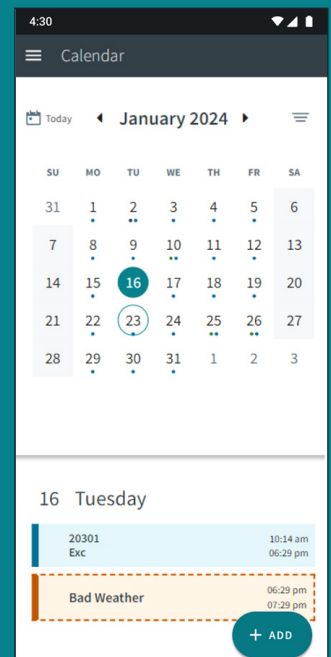 4:30
Calendar
Today January 2024
SU MO TU WE TH FR SA
31 1 2 3 4 5 6
7 8 9 10 11 12 13
14 15 16 17 18 19 20
21 22 23 24 25 26 27
28 29 30 31 1 2 3
16 Tuesday
20301 10:14 am
Exc 06:29 pm
Bad Weather 06:29 pm
07:29 pm
+ ADD